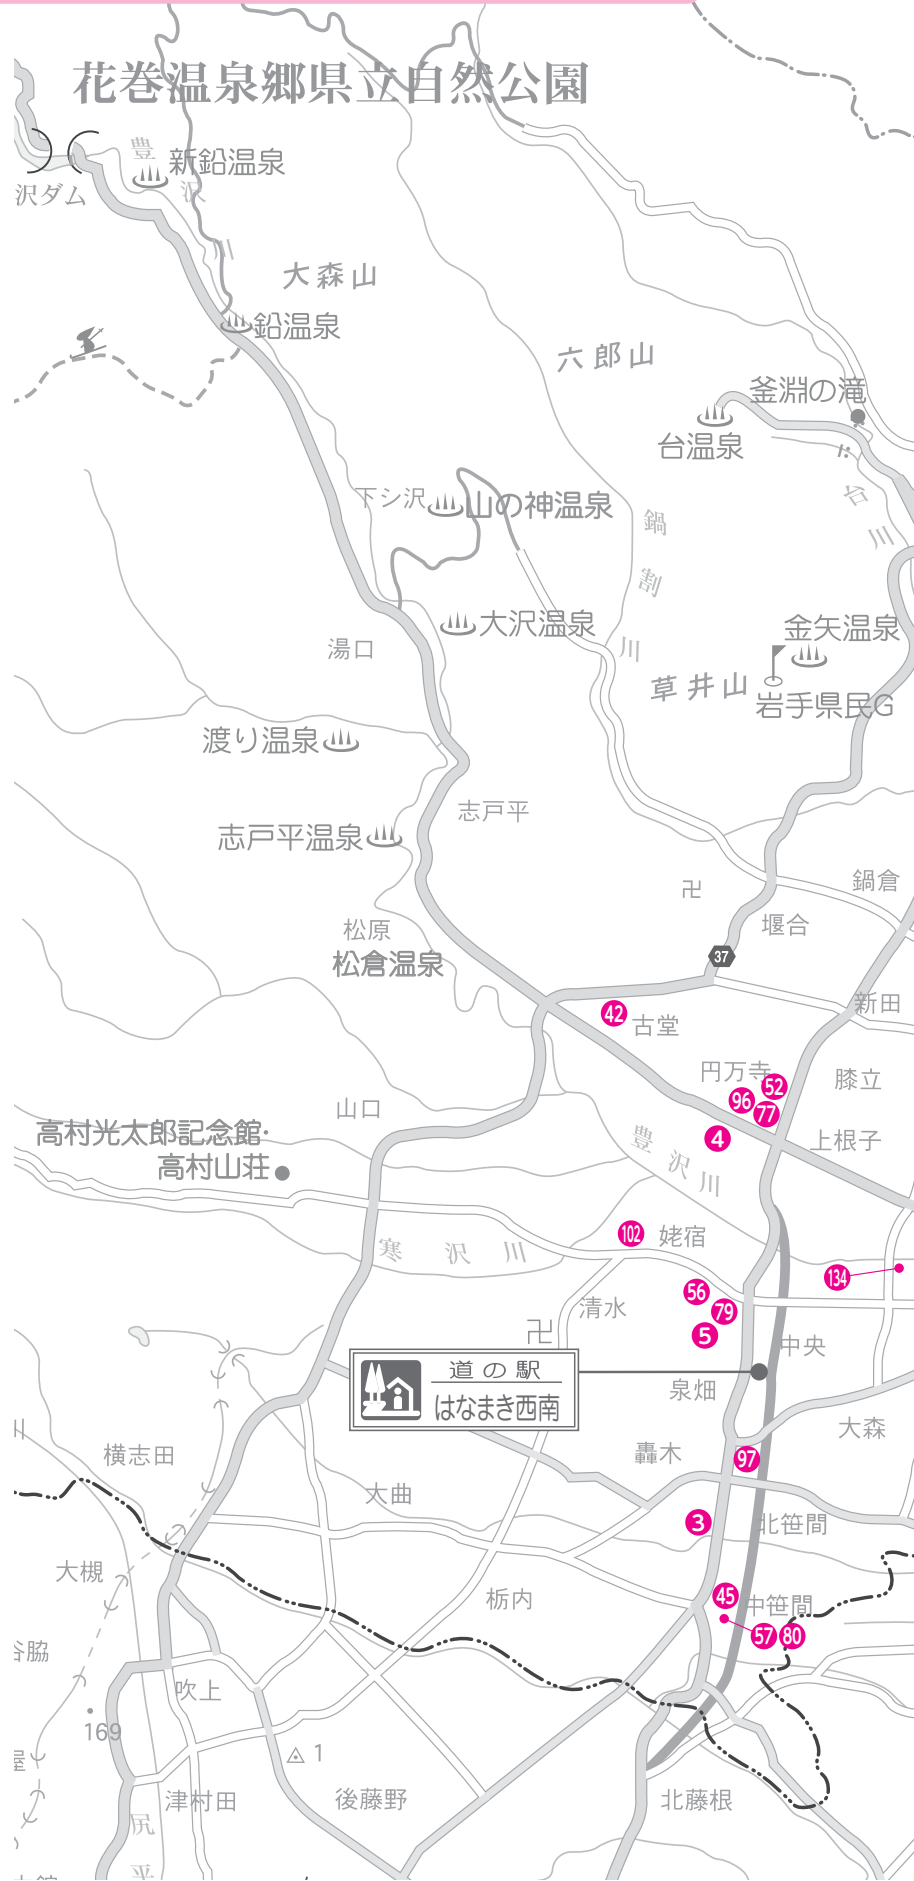 花巻温泉郷県立自然公園
豊沢川
新鉛温泉
沢ダム
大森山
鉛温泉
六郎山
釜淵の滝
台温泉
下シ沢
山の神温泉
鍋割川
台川
大沢温泉
金矢温泉
湯口
草井山
岩手県民G
渡り温泉
志戸平
志戸平温泉
鍋倉
卍
堰合
松原
松倉温泉
37
新田
42
古堂
円万寺
膝立
52
96
77
山口
4
上根子
高村光太郎記念館・
高村山荘
豊沢川
102
姥宿
寒沢川
134
56
79
清水
5
卍
中央
道の駅
はなまき西南
泉畑
川
大森
横志田
轟木
97
大曲
3
北笹間
大槻
栃内
45
中笹間
57
80
谷脇
吹上
169
屋
1
津村田
後藤野
北藤根
尻平